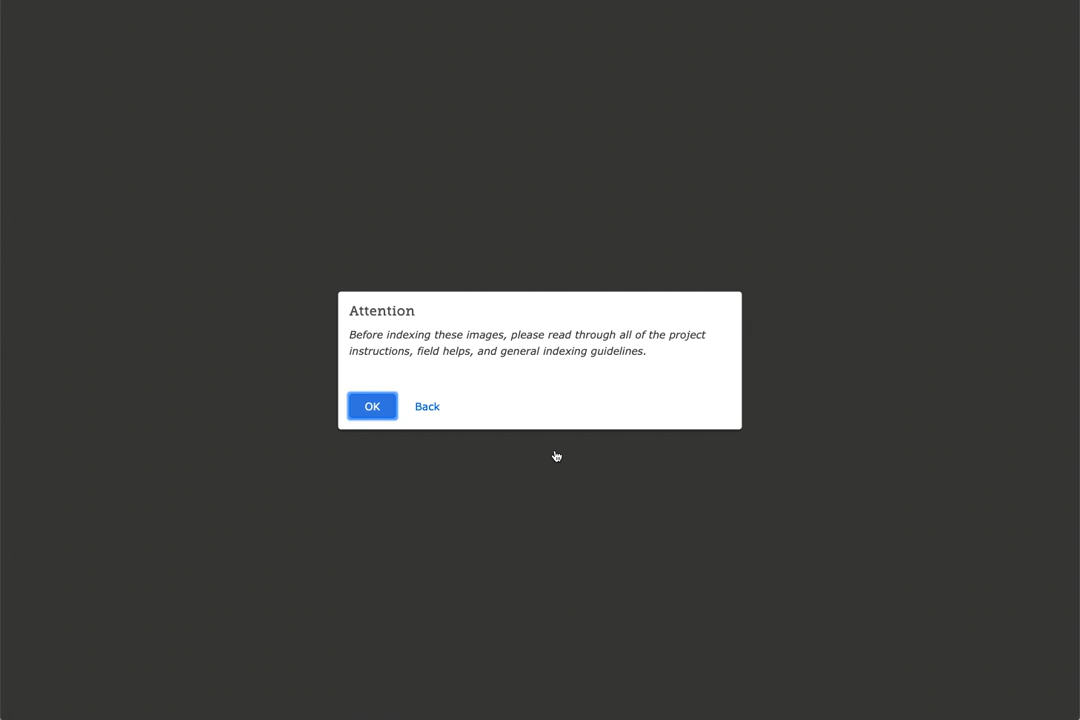 Attention
Before indexing these images, please read through all of the project
instructions, field helps, and general indexing guidelines.
OK
Back